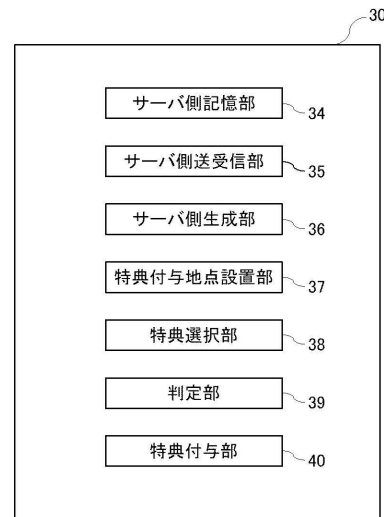 30
サーバ側記憶部 34
サーバ側送受信部 35
サーバ側生成部 36
特典付与地点設置部 37
特典選択部 38
判定部 39
特典付与部 40